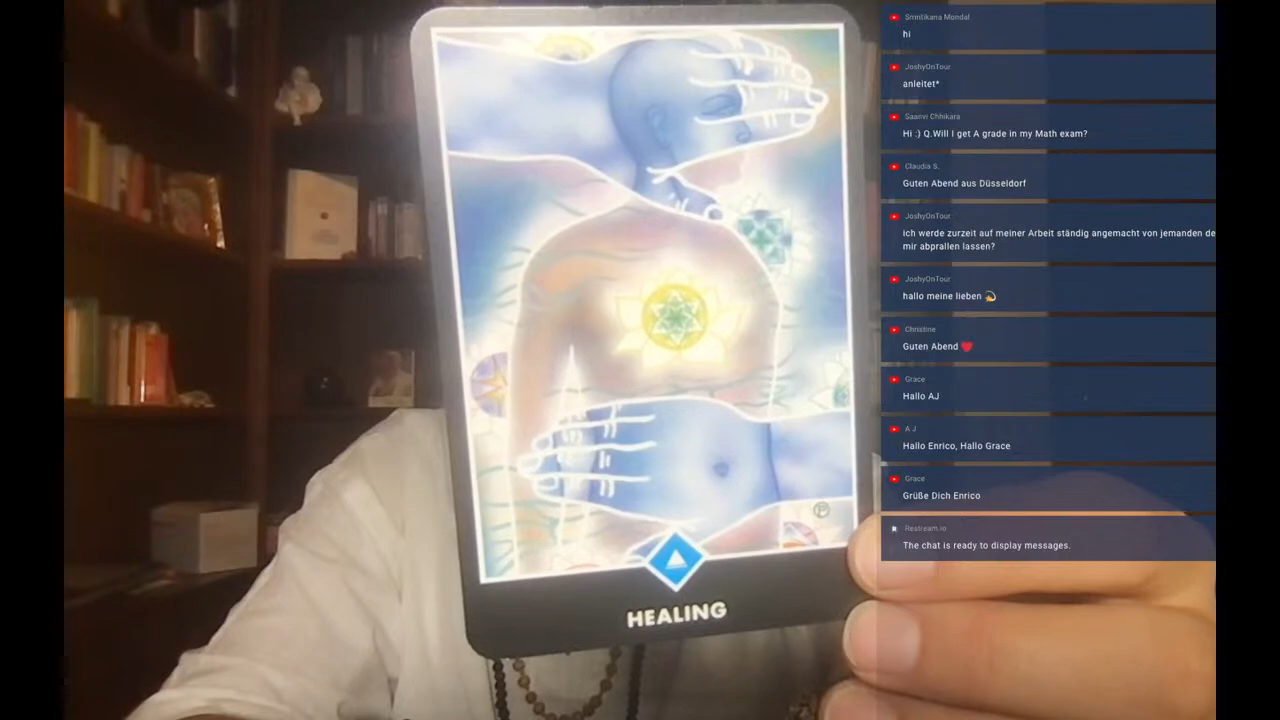 HEALING
Smritikana Mondal
hi
JoshyOnTour
anleitet*
Saanvi Chhikara
Hi :) Q.Will I get A grade in my Math exam?
Claudia S.
Guten Abend aus Düsseldorf
JoshyOnTour
ich werde zurzeit auf meiner Arbeit ständig angemacht von jemanden de
mir abprallen lassen?
JoshyOnTour
hallo meine lieben 💫
Christine
Guten Abend ❤️
Grace
Hallo AJ
A J
Hallo Enrico, Hallo Grace
Grace
Grüße Dich Enrico
Restream.io
The chat is ready to display messages.